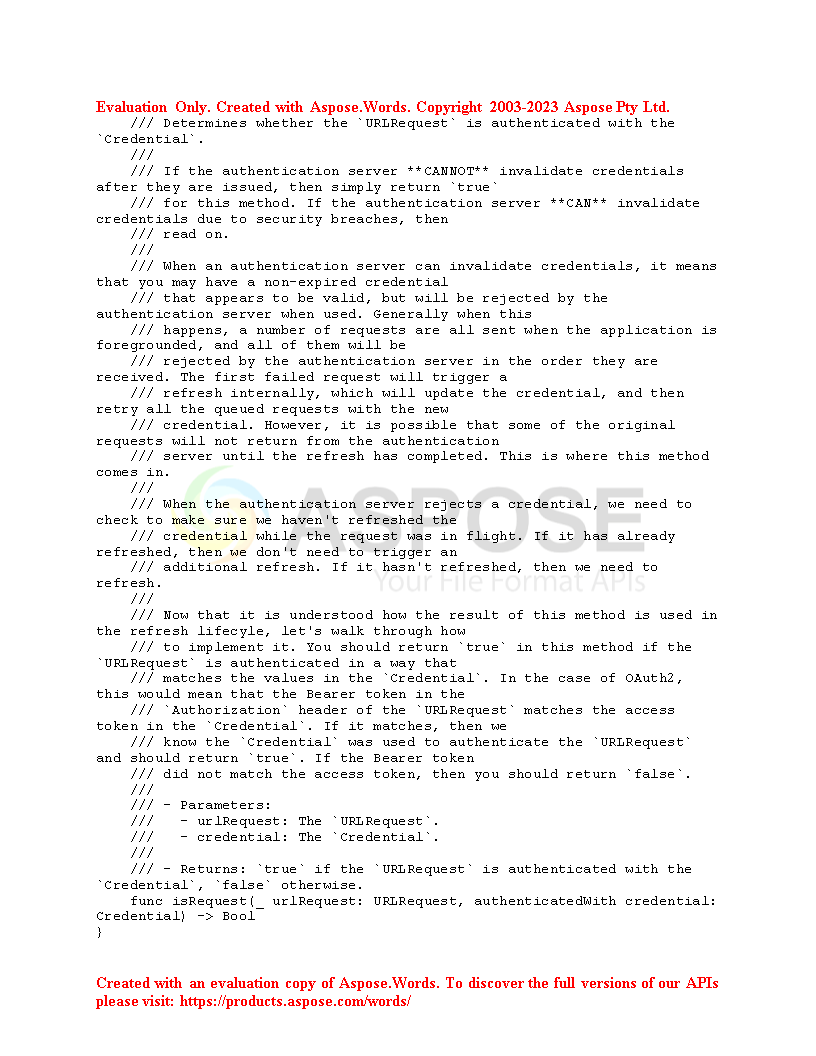 Evaluation Only. Created with Aspose.Words. Copyright 2003-2023 Aspose Pty Ltd.
    /// Determines whether the `URLRequest` is authenticated with the
`Credential`.
    ///
    /// If the authentication server **CANNOT** invalidate credentials
after they are issued, then simply return `true`
    /// for this method. If the authentication server **CAN** invalidate
credentials due to security breaches, then
    /// read on.
    ///
    /// When an authentication server can invalidate credentials, it means
that you may have a non-expired credential
    /// that appears to be valid, but will be rejected by the
authentication server when used. Generally when this
    /// happens, a number of requests are all sent when the application is
foregrounded, and all of them will be
    /// rejected by the authentication server in the order they are
received. The first failed request will trigger a
    /// refresh internally, which will update the credential, and then
retry all the queued requests with the new
    /// credential. However, it is possible that some of the original
requests will not return from the authentication
    /// server until the refresh has completed. This is where this method
comes in.
    ///
    /// When the authentication server rejects a credential, we need to
check to make sure we haven't refreshed the
    /// credential while the request was in flight. If it has already
refreshed, then we don't need to trigger an
    /// additional refresh. If it hasn't refreshed, then we need to
refresh.
    ///
    /// Now that it is understood how the result of this method is used in
the refresh lifecyle, let's walk through how
    /// to implement it. You should return `true` in this method if the
`URLRequest` is authenticated in a way that
    /// matches the values in the `Credential`. In the case of OAuth2,
this would mean that the Bearer token in the
    /// `Authorization` header of the `URLRequest` matches the access
token in the `Credential`. If it matches, then we
    /// know the `Credential` was used to authenticate the `URLRequest`
and should return `true`. If the Bearer token
    /// did not match the access token, then you should return `false`.
    ///
    /// - Parameters:
    ///   - urlRequest: The `URLRequest`.
    ///   - credential: The `Credential`.
    ///
    /// - Returns: `true` if the `URLRequest` is authenticated with the
`Credential`, `false` otherwise.
    func isRequest(_ urlRequest: URLRequest, authenticatedWith credential:
Credential) -> Bool
}
ASPOSE
Your File Format APIs
Created with an evaluation copy of Aspose.Words. To discover the full versions of our APIs
please visit: https://products.aspose.com/words/